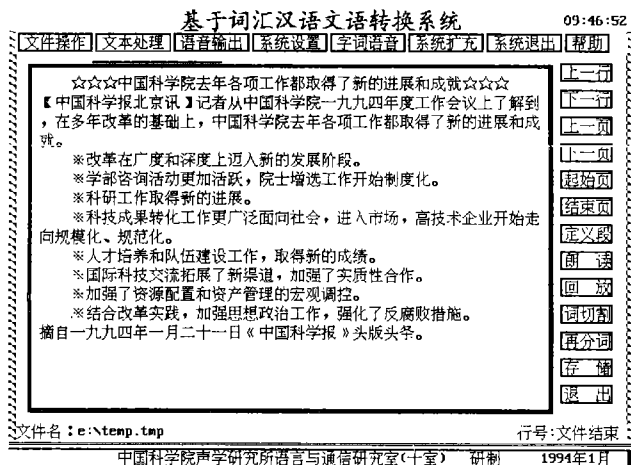 基于词汇汉语文语转换系统
09:46:52
文件操作 文本处理 语音输出 系统设置 字词语音 系统扩充 系统退出 帮助
☆☆☆中国科学院去年各项工作都取得了新的进展和成就☆☆☆
【中国科学报北京讯】记者从中国科学院一九九四年度工作会议上了解到
，在多年改革的基础上，中国科学院去年各项工作都取得了新的进展和成
就。
※改革在广度和深度上迈入新的发展阶段。
※学部咨询活动更加活跃，院士增选工作开始制度化。
※科研工作取得新的进展。
※科技成果转化工作更广泛面向社会，进入市场，高技术企业开始走
向规模化、规范化。
※人才培养和队伍建设工作，取得新的成绩。
※国际科技交流拓展了新渠道，加强了实质性合作。
※加强了资源配置和资产管理的宏观调控。
※结合改革实践，加强思想政治工作，强化了反腐败措施。
摘自一九九四年一月二十一日《中国科学报》头版头条。
上一行
下一行
上一页
下一页
起始页
结束页
定义段
朗 读
回 放
词切割
再分词
存 储
退 出
文件名：e:\temp.tmp
行号:文件结束
中国科学院声学研究所语言与通信研究室(十室) 研制 1994年1月